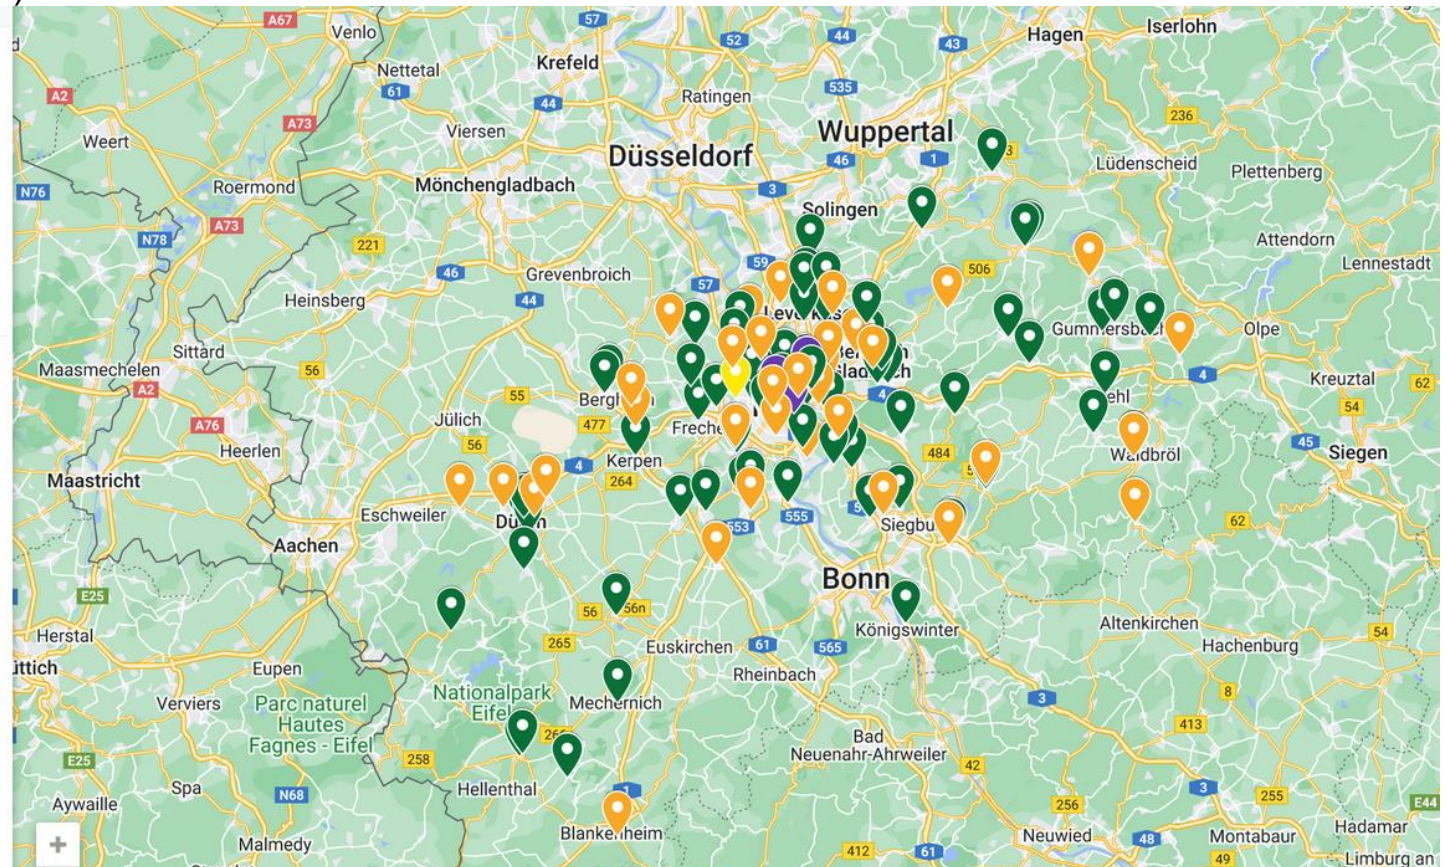 A67
57
Venlo
52
44
43
Hagen
Iserlohn
Krefeld
Nettetal
61
A2
44
Ratingen
535
236
A73
Viersen
Wuppertal
Weert
Düsseldorf
46
1
Lüdenscheid
Plettenberg
N76
Roermond
Mönchengladbach
3
Solingen
A73
N78
221
Attendorn
46
Grevenbroich
59
506
Lennestadt
57
Heinsberg
44
Olpe
Sittard
Maasmechelen
56
4
Kreuztal
62
A2
55
4
54
Jülich
477
A76
56
45
Heerlen
Kerpen
484
Waldbröl
Siegen
Maastricht
4
264
Eschweiler
553
555
62
Aachen
Bonn
E25
56
56n
Königswinter
Altenkirchen
Herstal
265
Euskirchen
61
565
Hachenburg
54
Eupen
Rheinbach
Nationalpark
Eifel
Mechernich
3
8
Verviers
Parc naturel
Hautes
Fagnes - Eifel
413
Bad
Neuenahr-Ahrweiler
E25
258
42
Spa
N68
Hellenthal
1
3
255
E44
Aywaille
256
Hadamar
Blankenheim
Neuwied
48
Montabaur
Malmedy
412
61
49
Limburg an